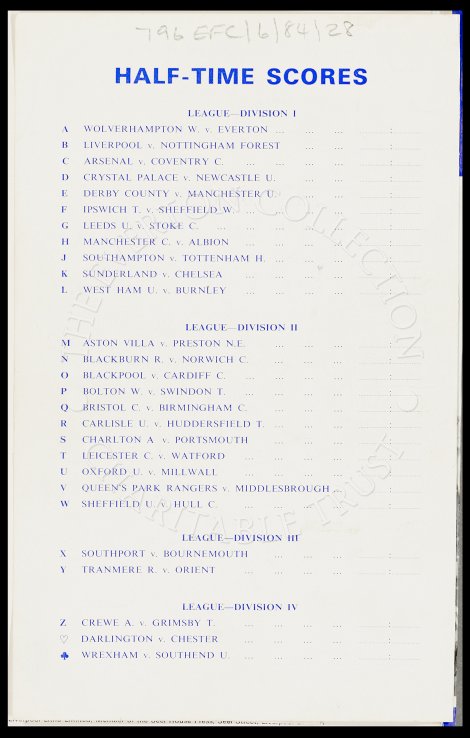 796 EFC/6/84/28
HALF-TIME SCORES
LEAGUE—DIVISION I
A WOLVERHAMPTON W. v. EVERTON ... ... ... :
B LIVERPOOL v. NOTTINGHAM FOREST ... ... :
C ARSENAL v. COVENTRY C. ... ... ... :
D CRYSTAL PALACE v. NEWCASTLE U. ... ... :
E DERBY COUNTY v. MANCHESTER U. ... ... :
F IPSWICH T. v. SHEFFIELD W. ... ... ... :
G LEEDS U. v. STOKE C. ... ... ... ... :
H MANCHESTER C. v. ALBION ... ... ... :
J SOUTHAMPTON v. TOTTENHAM H. ... ... ... :
K SUNDERLAND v. CHELSEA ... ... ... :
L WEST HAM U. v. BURNLEY ... ... ... :
LEAGUE—DIVISION II
M ASTON VILLA v. PRESTON N.E. ... ... ... :
N BLACKBURN R. v. NORWICH C. ... ... ... :
O BLACKPOOL v. CARDIFF C. ... ... ... :
P BOLTON W. v. SWINDON T. ... ... ... :
Q BRISTOL C. v. BIRMINGHAM C. ... ... ... :
R CARLISLE U. v. HUDDERSFIELD T. ... ... ... :
S CHARLTON A v. PORTSMOUTH ... ... ... :
T LEICESTER C. v. WATFORD ... ... ... :
U OXFORD U. v. MILLWALL ... ... ... :
V QUEEN'S PARK RANGERS v. MIDDLESBROUGH ... :
W SHEFFIELD U. v. HULL C. ... ... ... :
LEAGUE—DIVISION III
X SOUTHPORT v. BOURNEMOUTH ... ... ... :
Y TRANMERE R. v. ORIENT ... ... ... ... :
LEAGUE—DIVISION IV
Z CREWE A. v. GRIMSBY T. ... ... ... ... :
♡ DARLINGTON v. CHESTER ... ... ... ... :
♣ WREXHAM v. SOUTHEND U. ... ... ... ... :